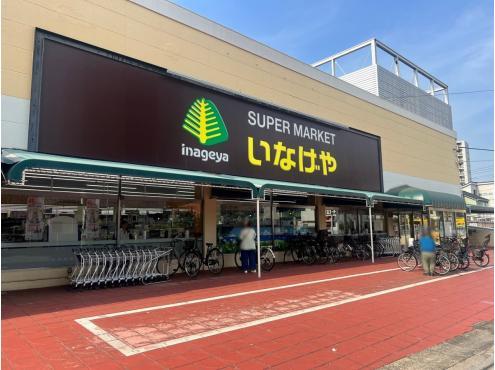 SUPER MARKET
inageya
いなげや